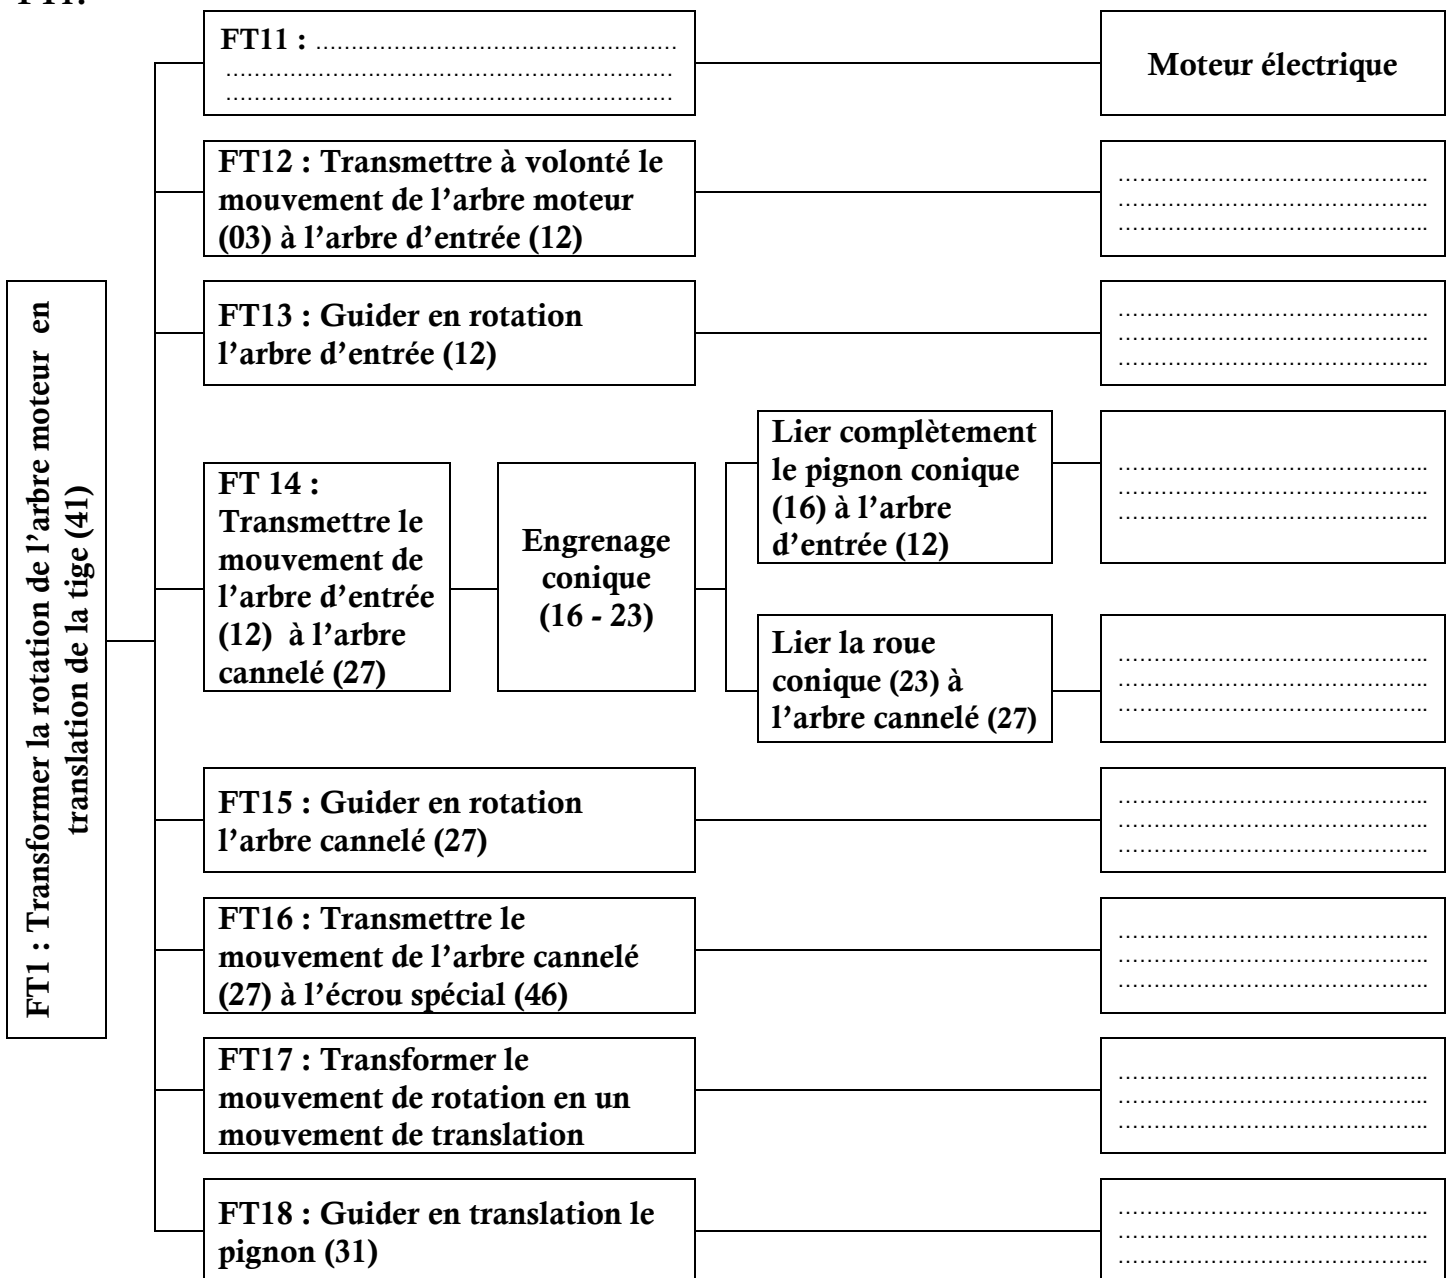 FT11 : ......................................................
..................................................................
..................................................................
Moteur électrique
FT12 : Transmettre à volonté le
mouvement de l’arbre moteur
(03) à l’arbre d’entrée (12)
..............................................
..............................................
..............................................
FT13 : Guider en rotation
l’arbre d’entrée (12)
..............................................
..............................................
..............................................
FT1 : Transformer la rotation de l’arbre moteur en
translation de la tige (41)
FT 14 :
Transmettre le
mouvement de
l’arbre d’entrée
(12) à l’arbre
cannelé (27)
Engrenage
conique
(16 - 23)
Lier complètement
le pignon conique
(16) à l’arbre
d’entrée (12)
..............................................
..............................................
..............................................
Lier la roue
conique (23) à
l’arbre cannelé (27)
..............................................
..............................................
..............................................
FT15 : Guider en rotation
l’arbre cannelé (27)
..............................................
..............................................
..............................................
FT16 : Transmettre le
mouvement de l’arbre cannelé
(27) à l’écrou spécial (46)
..............................................
..............................................
..............................................
FT17 : Transformer le
mouvement de rotation en un
mouvement de translation
..............................................
..............................................
..............................................
FT18 : Guider en translation le
pignon (31)
..............................................
..............................................
..............................................